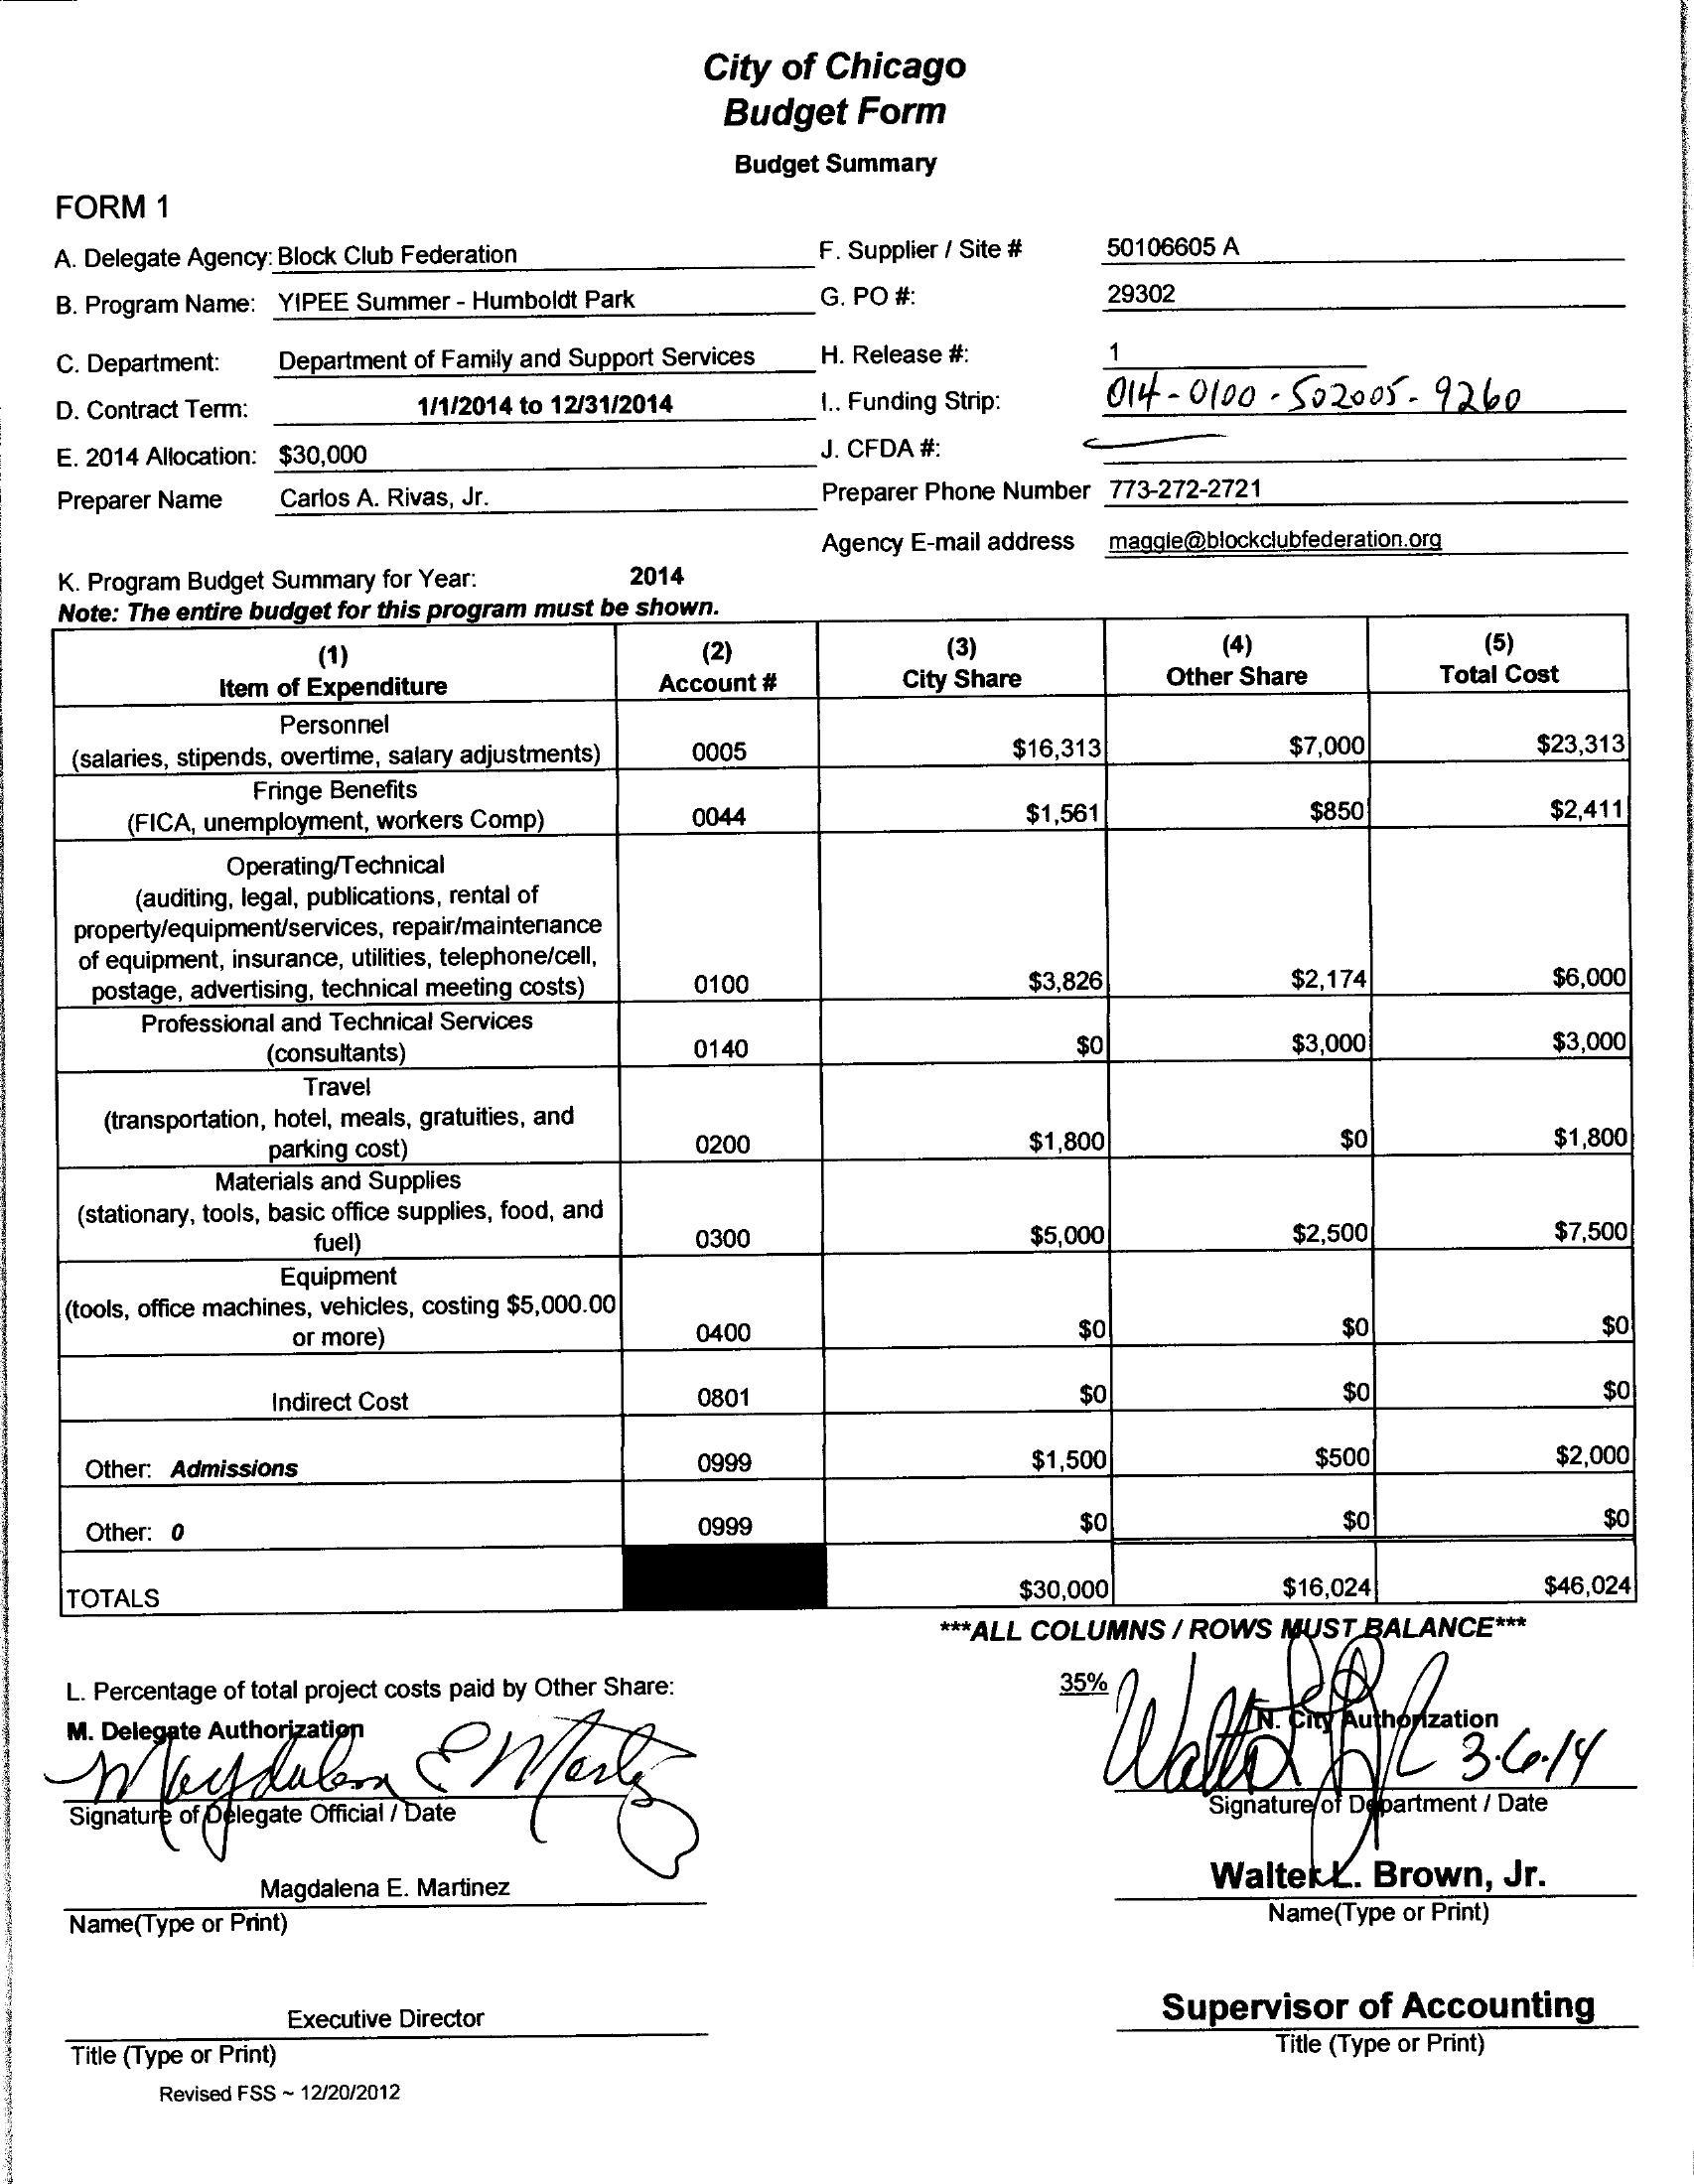 City of Chicago
Budget Form
Budget Summary
FORM 1
A. Delegate Agency: Block Club Federation F. Supplier / Site # 50106605 A
B. Program Name: YIPEE Summer - Humboldt Park G. PO #: 29302
C. Department: Department of Family and Support Services H. Release #: 1
D. Contract Term: 1/1/2014 to 12/31/2014 I.. Funding Strip: 014-0100-502005-9260
E. 2014 Allocation: $30,000 J. CFDA #:
Preparer Name Carlos A. Rivas, Jr. Preparer Phone Number 773-272-2721
Agency E-mail address maggie@blockclubfederation.org
K. Program Budget Summary for Year: 2014
Note: The entire budget for this program must be shown.
(1) (2) (3) (4) (5)
Item of Expenditure Account # City Share Other Share Total Cost
Personnel
(salaries, stipends, overtime, salary adjustments) 0005 $16,313 $7,000 $23,313
Fringe Benefits
(FICA, unemployment, workers Comp) 0044 $1,561 $850 $2,411
Operating/Technical
(auditing, legal, publications, rental of
property/equipment/services, repair/maintenance
of equipment, insurance, utilities, telephone/cell,
postage, advertising, technical meeting costs) 0100 $3,826 $2,174 $6,000
Professional and Technical Services
(consultants) 0140 $0 $3,000 $3,000
Travel
(transportation, hotel, meals, gratuities, and
parking cost) 0200 $1,800 $0 $1,800
Materials and Supplies
(stationary, tools, basic office supplies, food, and
fuel) 0300 $5,000 $2,500 $7,500
Equipment
(tools, office machines, vehicles, costing $5,000.00
or more) 0400 $0 $0 $0
Indirect Cost 0801 $0 $0 $0
Other: Admissions 0999 $1,500 $500 $2,000
Other: 0 0999 $0 $0 $0
TOTALS $30,000 $16,024 $46,024
***ALL COLUMNS / ROWS MUST BALANCE***
L. Percentage of total project costs paid by Other Share: 35%
M. Delegate Authorization N. City Authorization
Magdalena E Martinez Walter L 3-6-14
Signature of Delegate Official / Date Signature of Department / Date
Magdalena E. Martinez Walter L. Brown, Jr.
Name(Type or Print) Name(Type or Print)
Executive Director Supervisor of Accounting
Title (Type or Print) Title (Type or Print)
Revised FSS ~ 12/20/2012